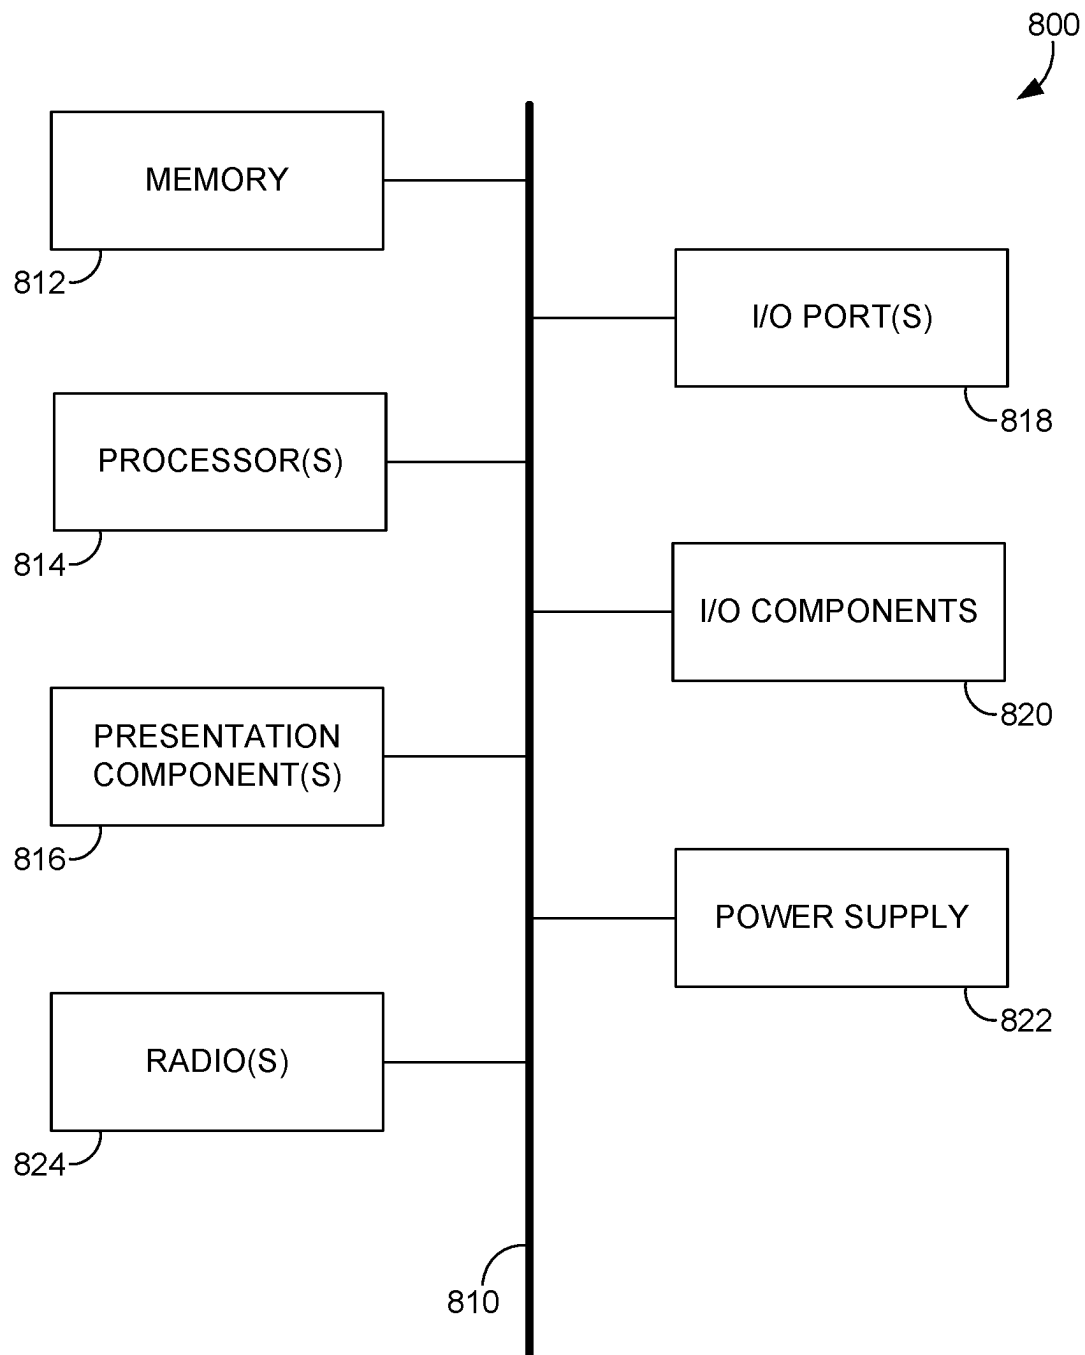 800
MEMORY
812
I/O PORT(S)
818
PROCESSOR(S)
814
I/O COMPONENTS
820
PRESENTATION
COMPONENT(S)
816
POWER SUPPLY
822
RADIO(S)
824
810